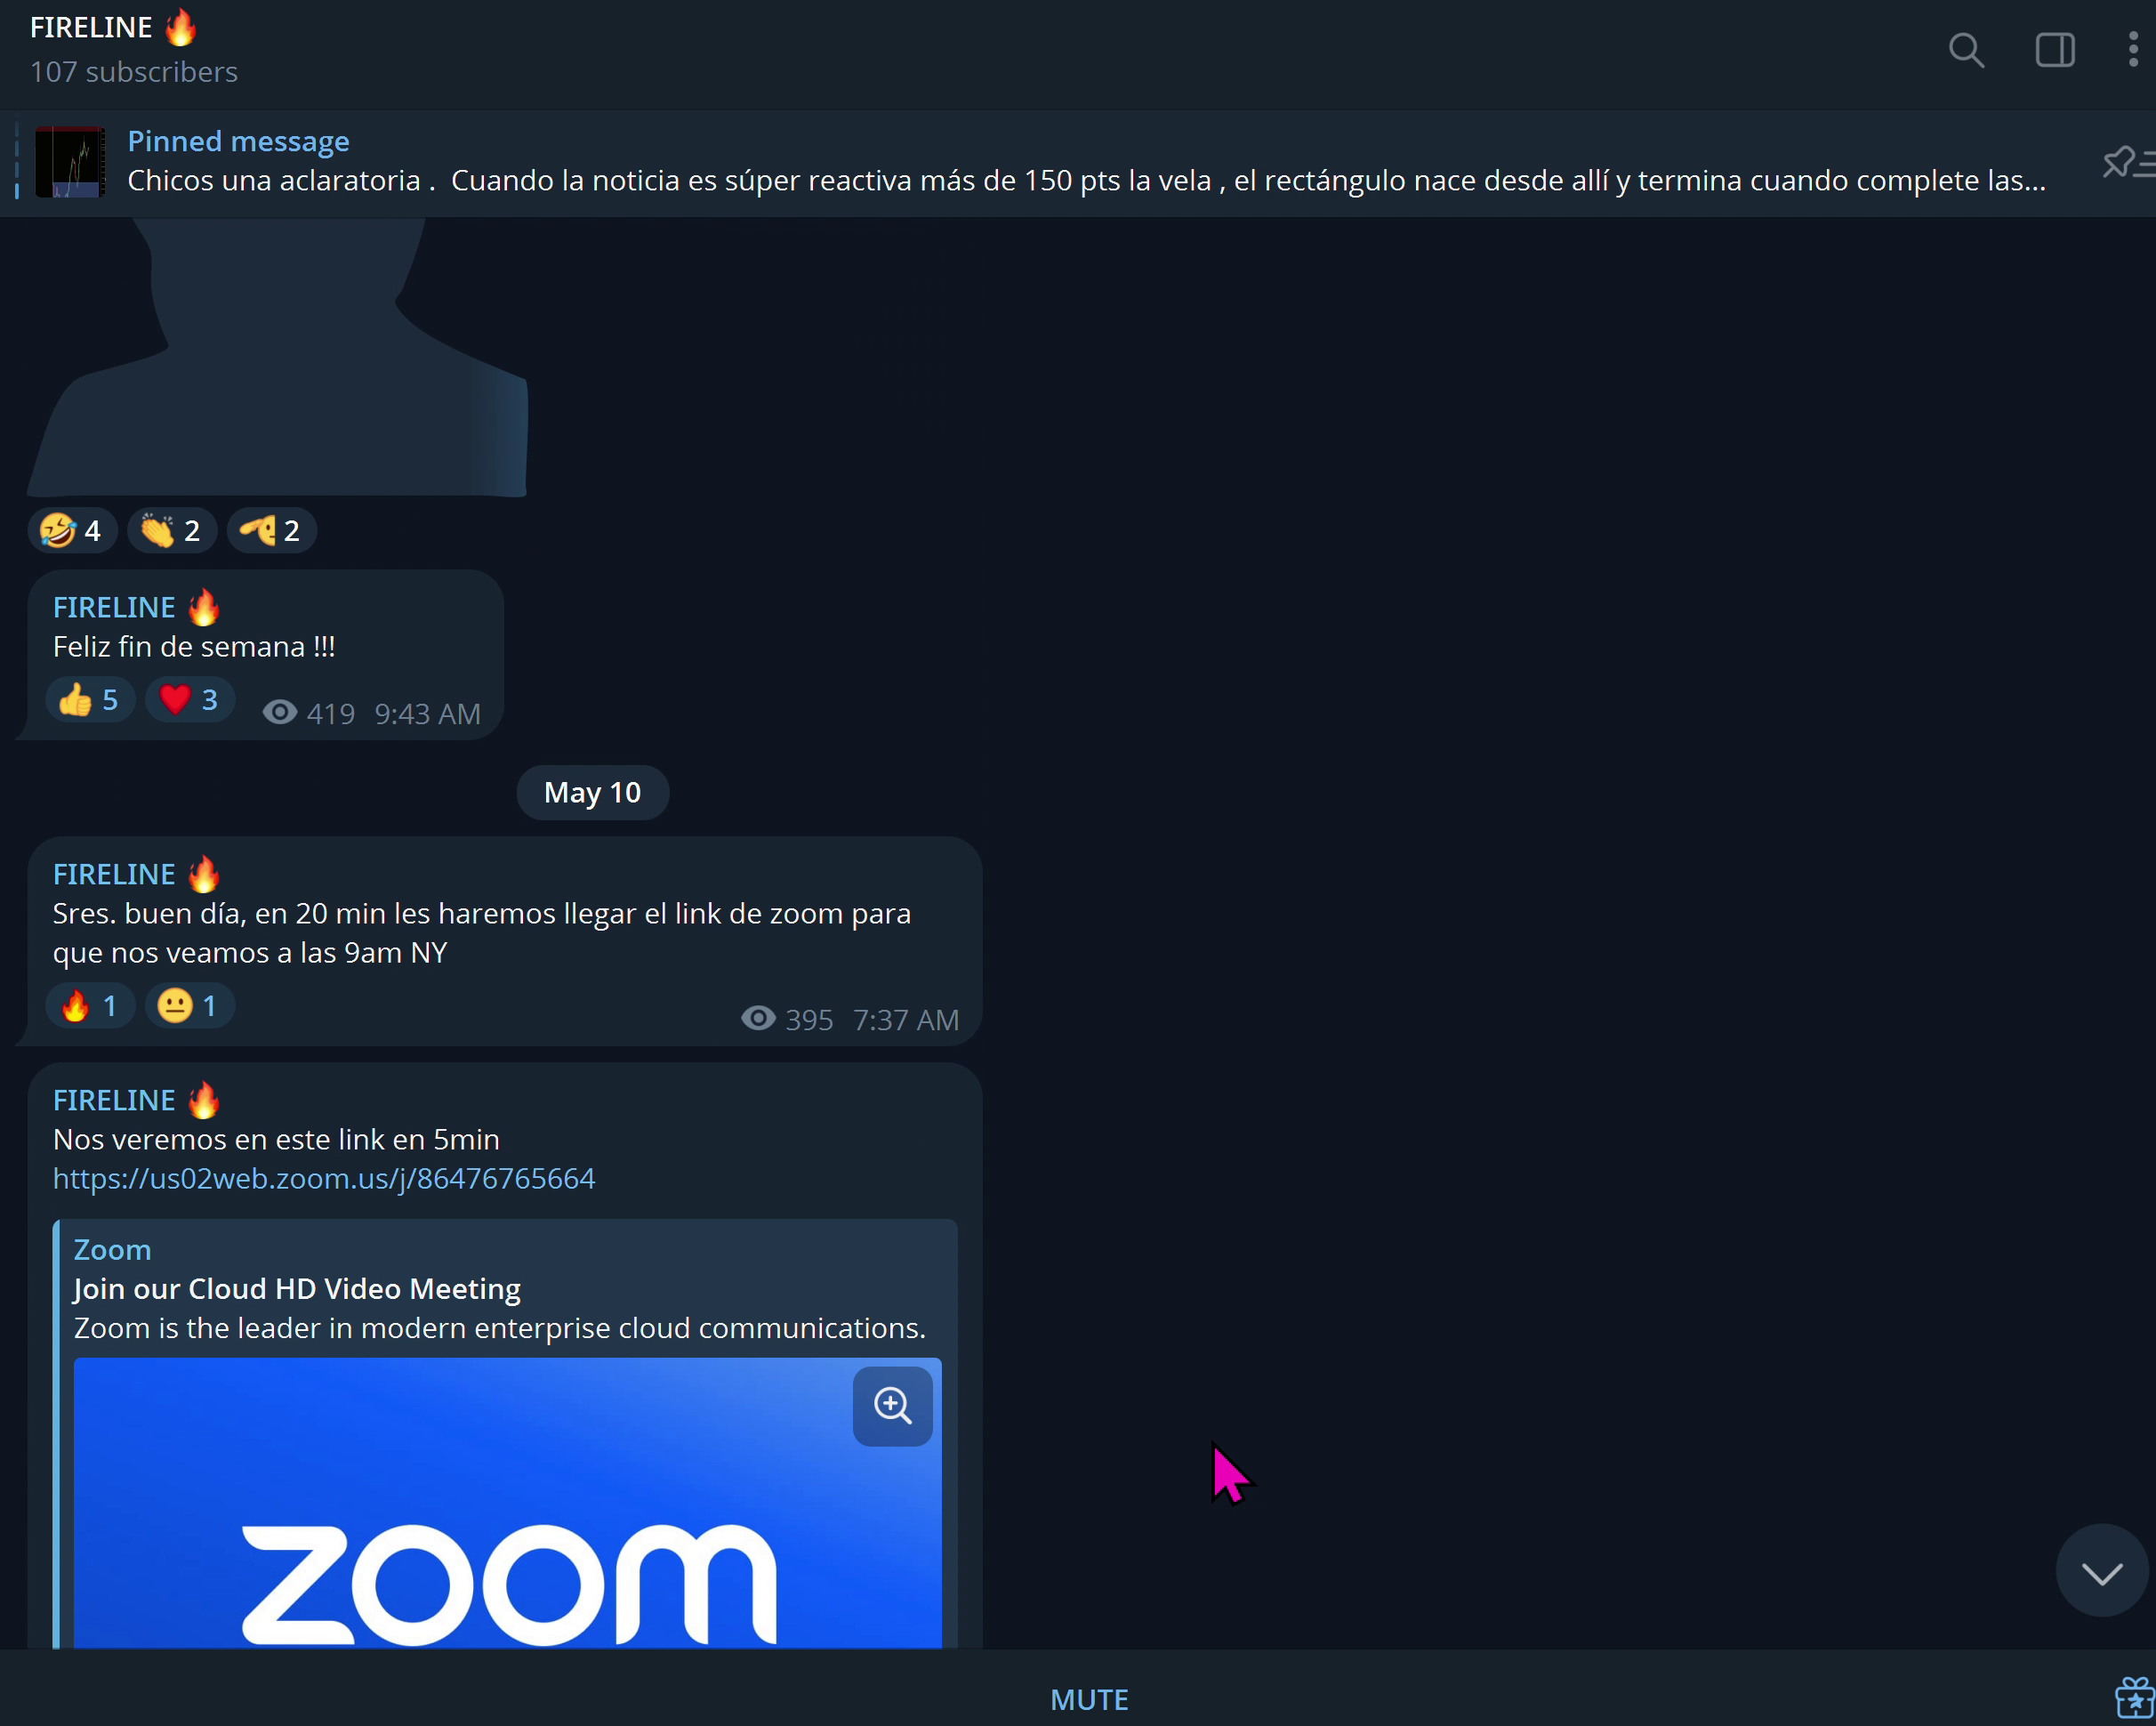 FIRELINE 🔥
107 subscribers
Pinned message
Chicos una aclaratoria .  Cuando la noticia es súper reactiva más de 150 pts la vela , el rectángulo nace desde allí y termina cuando complete las...
🤣 4 👏 2 🫤 2
FIRELINE 🔥
Feliz fin de semana !!!
👍 5 ❤️ 3 419 9:43 AM
May 10
FIRELINE 🔥
Sres. buen día, en 20 min les haremos llegar el link de zoom para
que nos veamos a las 9am NY
🔥 1 😐 1 395 7:37 AM
FIRELINE 🔥
Nos veremos en este link en 5min
https://us02web.zoom.us/j/86476765664
Zoom
Join our Cloud HD Video Meeting
Zoom is the leader in modern enterprise cloud communications.
zoom
MUTE